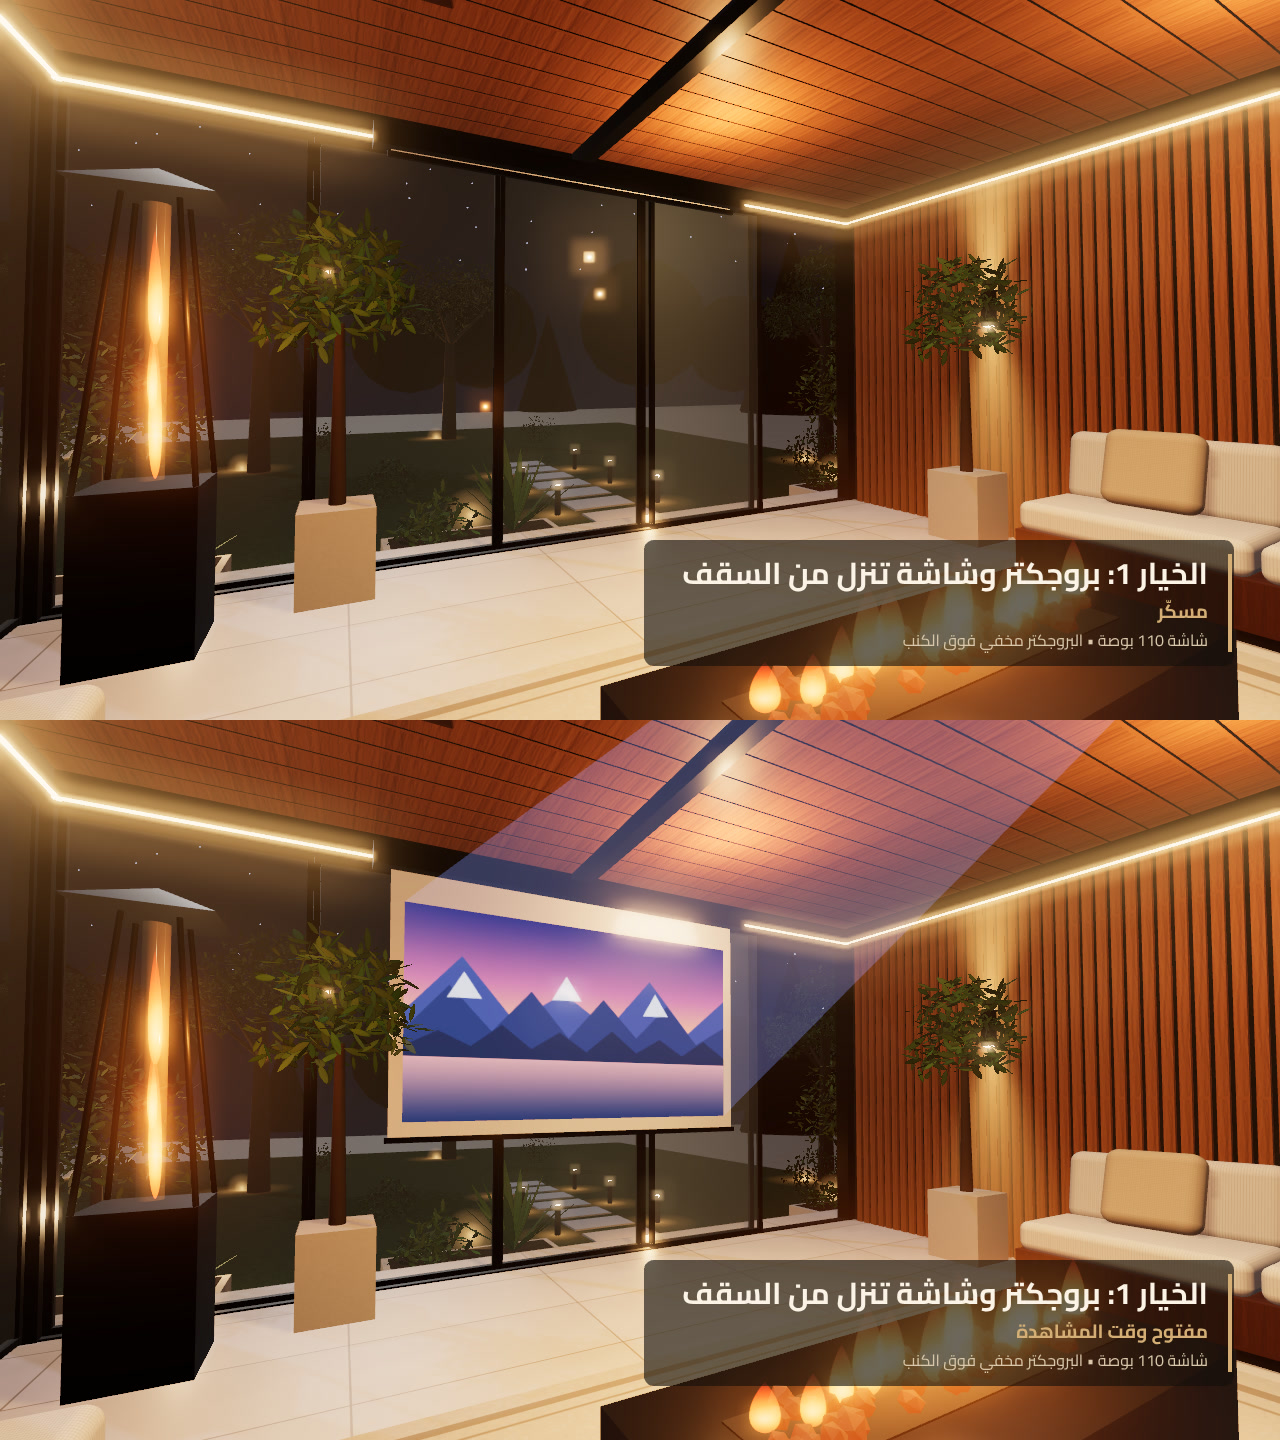 الخيار 1: بروجكتر وشاشة تنزل من السقف
مسكّر
شاشة 110 بوصة • البروجكتر مخفي فوق الكنب
الخيار 1: بروجكتر وشاشة تنزل من السقف
مفتوح وقت المشاهدة
شاشة 110 بوصة • البروجكتر مخفي فوق الكنب